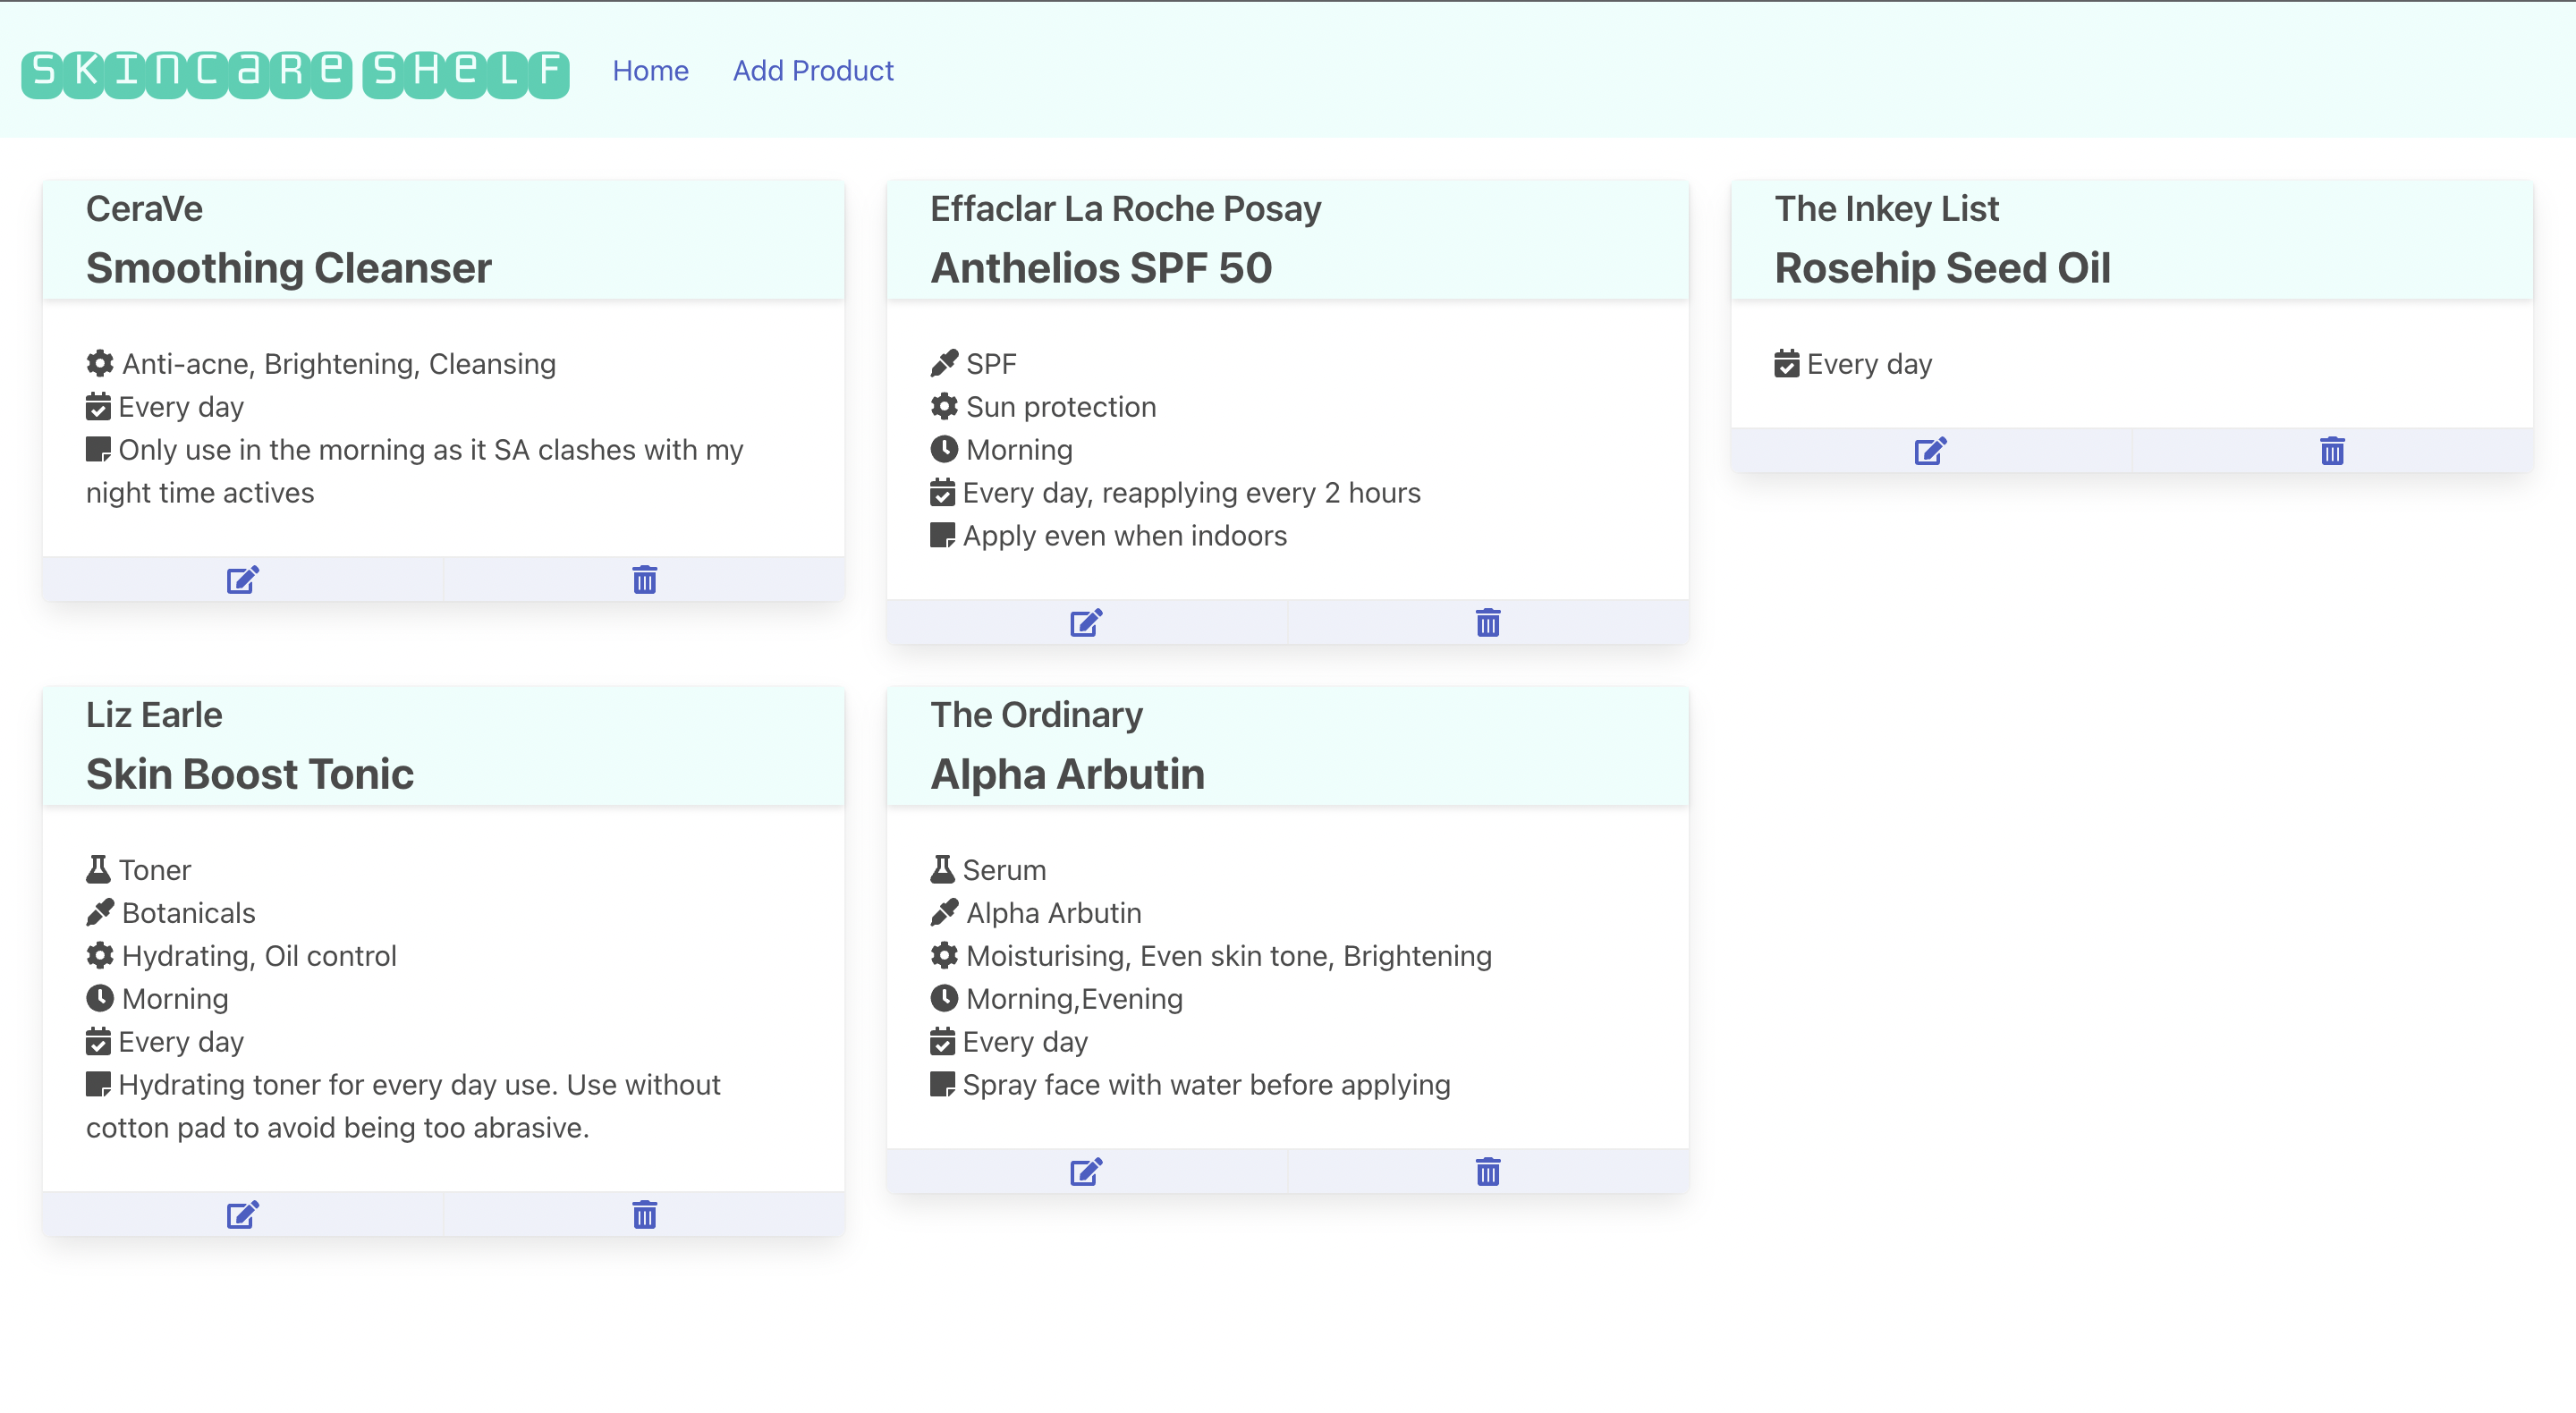 SKInCaRe SHeLF
Home
Add Product
CeraVe
Smoothing Cleanser
Anti-acne, Brightening, Cleansing
Every day
Only use in the morning as it SA clashes with my
night time actives
Effaclar La Roche Posay
Anthelios SPF 50
SPF
Sun protection
Morning
Every day, reapplying every 2 hours
Apply even when indoors
The Inkey List
Rosehip Seed Oil
Every day
Liz Earle
Skin Boost Tonic
Toner
Botanicals
Hydrating, Oil control
Morning
Every day
Hydrating toner for every day use. Use without
cotton pad to avoid being too abrasive.
The Ordinary
Alpha Arbutin
Serum
Alpha Arbutin
Moisturising, Even skin tone, Brightening
Morning,Evening
Every day
Spray face with water before applying